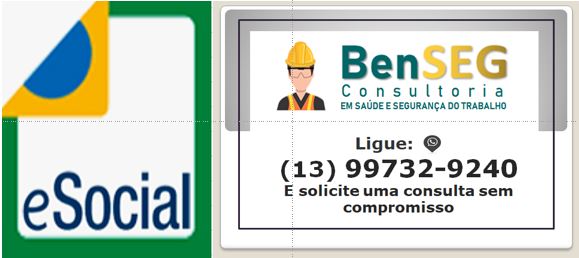 eSocial
BenSEG
Consultoria
EM SAÚDE E SEGURANÇA DO TRABALHO
Ligue:
(13) 99732-9240
E solicite uma consulta sem
compromisso